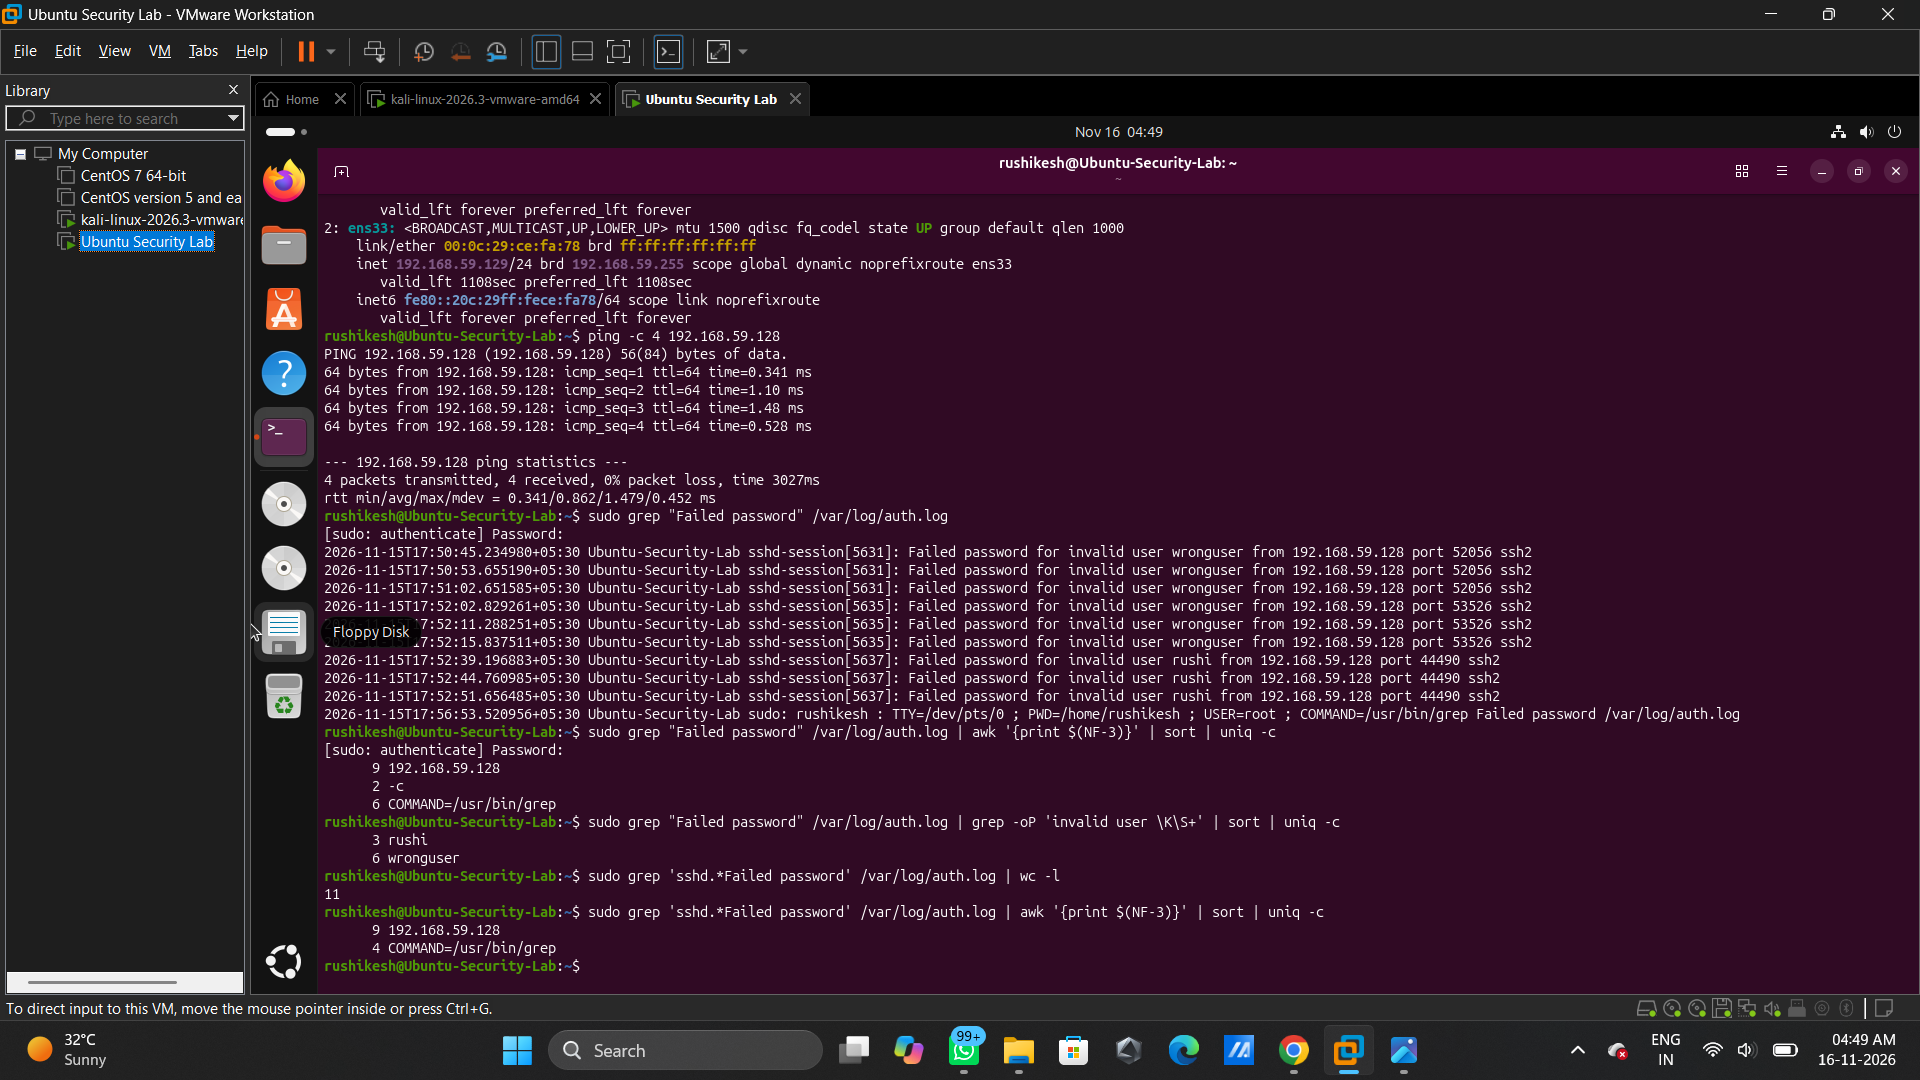 Ubuntu Security Lab - VMware Workstation
File Edit View VM Tabs Help
Library
Type here to search
My Computer
CentOS 7 64-bit
CentOS version 5 and ea
kali-linux-2026.3-vmware
Ubuntu Security Lab
Home
kali-linux-2026.3-vmware-amd64
Ubuntu Security Lab
Nov 16 04:49
rushikesh@Ubuntu-Security-Lab: ~
~
valid_lft forever preferred_lft forever
2: ens33: <BROADCAST,MULTICAST,UP,LOWER_UP> mtu 1500 qdisc fq_codel state UP group default qlen 1000
link/ether 00:0c:29:ce:fa:78 brd ff:ff:ff:ff:ff:ff
inet 192.168.59.129/24 brd 192.168.59.255 scope global dynamic noprefixroute ens33
valid_lft 1108sec preferred_lft 1108sec
inet6 fe80::20c:29ff:fece:fa78/64 scope link noprefixroute
valid_lft forever preferred_lft forever
rushikesh@Ubuntu-Security-Lab:~$ ping -c 4 192.168.59.128
PING 192.168.59.128 (192.168.59.128) 56(84) bytes of data.
64 bytes from 192.168.59.128: icmp_seq=1 ttl=64 time=0.341 ms
64 bytes from 192.168.59.128: icmp_seq=2 ttl=64 time=1.10 ms
64 bytes from 192.168.59.128: icmp_seq=3 ttl=64 time=1.48 ms
64 bytes from 192.168.59.128: icmp_seq=4 ttl=64 time=0.528 ms
--- 192.168.59.128 ping statistics ---
4 packets transmitted, 4 received, 0% packet loss, time 3027ms
rtt min/avg/max/mdev = 0.341/0.862/1.479/0.452 ms
rushikesh@Ubuntu-Security-Lab:~$ sudo grep "Failed password" /var/log/auth.log
[sudo: authenticate] Password:
2026-11-15T17:50:45.234980+05:30 Ubuntu-Security-Lab sshd-session[5631]: Failed password for invalid user wronguser from 192.168.59.128 port 52056 ssh2
2026-11-15T17:50:53.655190+05:30 Ubuntu-Security-Lab sshd-session[5631]: Failed password for invalid user wronguser from 192.168.59.128 port 52056 ssh2
2026-11-15T17:51:02.651585+05:30 Ubuntu-Security-Lab sshd-session[5631]: Failed password for invalid user wronguser from 192.168.59.128 port 52056 ssh2
2026-11-15T17:52:02.829261+05:30 Ubuntu-Security-Lab sshd-session[5635]: Failed password for invalid user wronguser from 192.168.59.128 port 53526 ssh2
Floppy Disk
7:52:11.288251+05:30 Ubuntu-Security-Lab sshd-session[5635]: Failed password for invalid user wronguser from 192.168.59.128 port 53526 ssh2
7:52:15.837511+05:30 Ubuntu-Security-Lab sshd-session[5635]: Failed password for invalid user wronguser from 192.168.59.128 port 53526 ssh2
2026-11-15T17:52:39.196883+05:30 Ubuntu-Security-Lab sshd-session[5637]: Failed password for invalid user rushi from 192.168.59.128 port 44490 ssh2
2026-11-15T17:52:44.760985+05:30 Ubuntu-Security-Lab sshd-session[5637]: Failed password for invalid user rushi from 192.168.59.128 port 44490 ssh2
2026-11-15T17:52:51.656485+05:30 Ubuntu-Security-Lab sshd-session[5637]: Failed password for invalid user rushi from 192.168.59.128 port 44490 ssh2
2026-11-15T17:56:53.520956+05:30 Ubuntu-Security-Lab sudo: rushikesh : TTY=/dev/pts/0 ; PWD=/home/rushikesh ; USER=root ; COMMAND=/usr/bin/grep Failed password /var/log/auth.log
rushikesh@Ubuntu-Security-Lab:~$ sudo grep "Failed password" /var/log/auth.log | awk '{print $(NF-3)}' | sort | uniq -c
[sudo: authenticate] Password:
9 192.168.59.128
2 -c
6 COMMAND=/usr/bin/grep
rushikesh@Ubuntu-Security-Lab:~$ sudo grep "Failed password" /var/log/auth.log | grep -oP 'invalid user \K\S+' | sort | uniq -c
3 rushi
6 wronguser
rushikesh@Ubuntu-Security-Lab:~$ sudo grep 'sshd.*Failed password' /var/log/auth.log | wc -l
11
rushikesh@Ubuntu-Security-Lab:~$ sudo grep 'sshd.*Failed password' /var/log/auth.log | awk '{print $(NF-3)}' | sort | uniq -c
9 192.168.59.128
4 COMMAND=/usr/bin/grep
rushikesh@Ubuntu-Security-Lab:~$
To direct input to this VM, move the mouse pointer inside or press Ctrl+G.
32°C
Sunny
Search
99+
ENG
IN
04:49 AM
16-11-2026